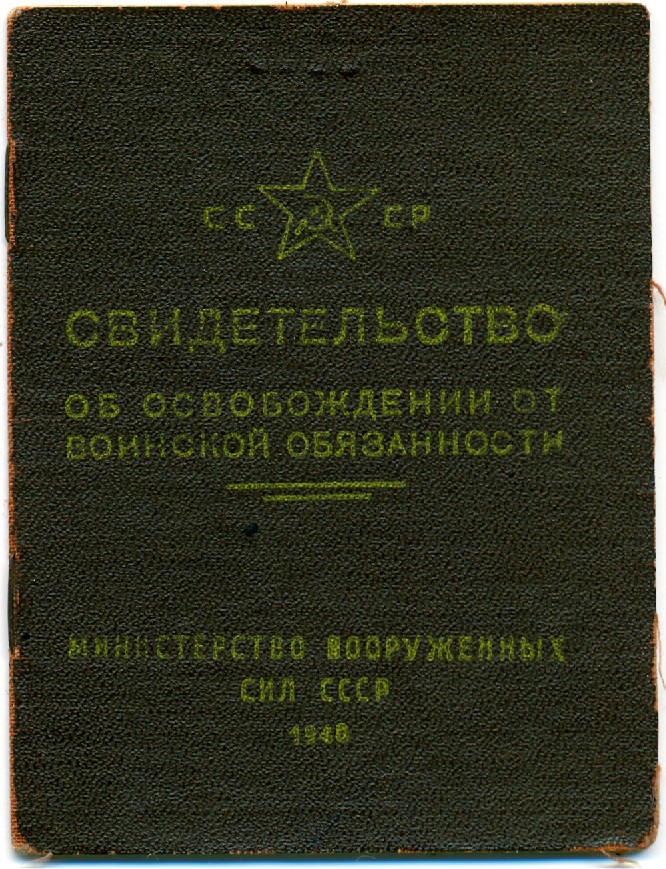 СС СР
СВИДЕТЕЛЬСТВО
ОБ ОСВОБОЖДЕНИИ ОТ
ВОИНСКОЙ ОБЯЗАННОСТИ
МИНИСТЕРСТВО ВООРУЖЕННЫХ
СИЛ СССР
1948